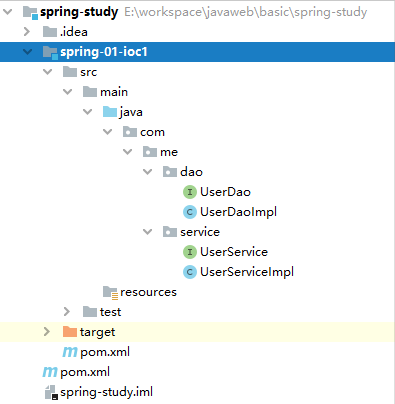 spring-study E:\workspace\javaweb\basic\spring-study
.idea
spring-01-ioc1
src
main
java
com
me
dao
I UserDao
C UserDaoImpl
service
I UserService
C UserServiceImpl
resources
test
target
m pom.xml
m pom.xml
spring-study.iml